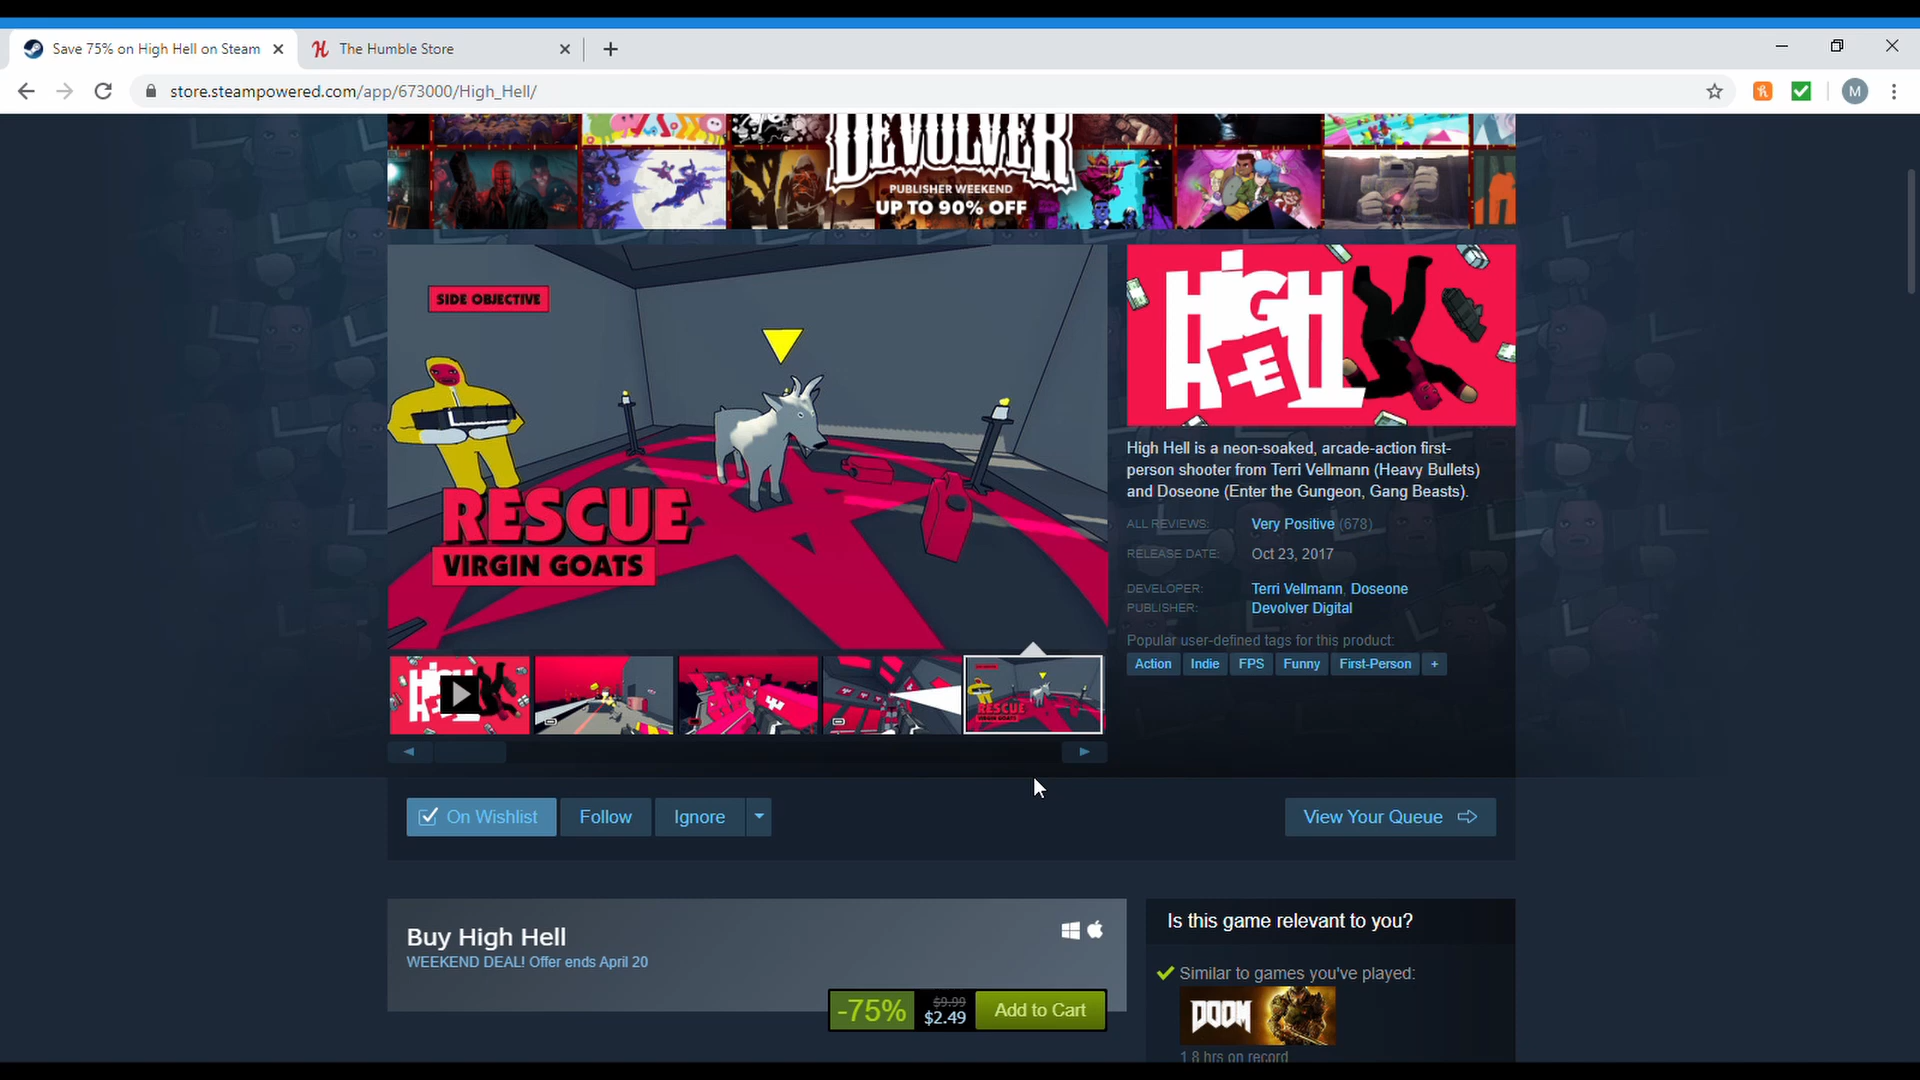 Save 75% on High Hell on Steam
The Humble Store
store.steampowered.com/app/673000/High_Hell/
M
DEVOLVER
PUBLISHER WEEKEND
UP TO 90% OFF
SIDE OBJECTIVE
RESCUE
VIRGIN GOATS
HIGH
HELL
High Hell is a neon-soaked, arcade-action first-
person shooter from Terri Vellmann (Heavy Bullets)
and Doseone (Enter the Gungeon, Gang Beasts).
ALL REVIEWS: Very Positive (678)
RELEASE DATE: Oct 23, 2017
DEVELOPER: Terri Vellmann, Doseone
PUBLISHER: Devolver Digital
Popular user-defined tags for this product:
Action Indie FPS Funny First-Person +
RESCUE
VIRGIN GOATS
On Wishlist Follow Ignore View Your Queue
Buy High Hell
WEEKEND DEAL! Offer ends April 20
-75% $9.99 $2.49 Add to Cart
Is this game relevant to you?
Similar to games you've played:
DOOM
1.8 hrs on record